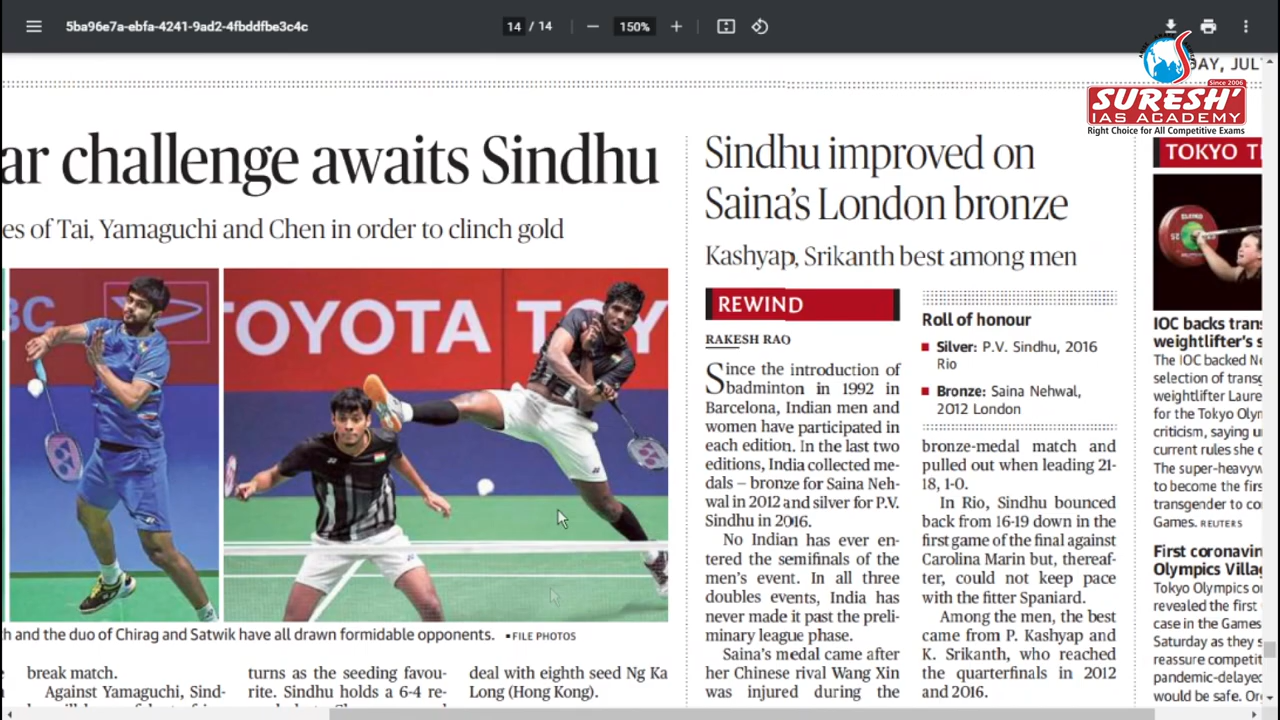 5ba96e7a-ebfa-4241-9ad2-4fbddfbe3c4c
14 / 14
150%
SURESH'
Since 2006
IAS ACADEMY
Right Choice for All Competitive Exams
ar challenge awaits Sindhu
es of Tai, Yamaguchi and Chen in order to clinch gold
TOYOTA
h and the duo of Chirag and Satwik have all drawn formidable opponents. ▪FILE PHOTOS
break match.
Against Yamaguchi, Sind-
turns as the seeding favou-
rite. Sindhu holds a 6-4 re-
deal with eighth seed Ng Ka
Long (Hong Kong).
Sindhu improved on
Saina's London bronze
Kashyap, Srikanth best among men
REWIND
RAKESH RAO
Since the introduction of
badminton in 1992 in
Barcelona, Indian men and
women have participated in
each edition. In the last two
editions, India collected me-
dals – bronze for Saina Neh-
wal in 2012 and silver for P.V.
Sindhu in 2016.
No Indian has ever en-
tered the semifinals of the
men's event. In all three
doubles events, India has
never made it past the preli-
minary league phase.
Saina's medal came after
her Chinese rival Wang Xin
was injured during the
Roll of honour
■ Silver: P.V. Sindhu, 2016
Rio
■ Bronze: Saina Nehwal,
2012 London
bronze-medal match and
pulled out when leading 21-
18, 1-0.
In Rio, Sindhu bounced
back from 16-19 down in the
first game of the final against
Carolina Marin but, thereaf-
ter, could not keep pace
with the fitter Spaniard.
Among the men, the best
came from P. Kashyap and
K. Srikanth, who reached
the quarterfinals in 2012
and 2016.
TOKYO
IOC backs trans
weightlifter's s
The IOC backed Ne
selection of transg
weightlifter Laure
for the Tokyo Olyn
criticism, saying u
current rules she c
The super-heavyw
to become the firs
transgender to co
Games. REUTERS
First coronavir
Olympics Villag
Tokyo Olympics or
revealed the first
case in the Games
Saturday as they s
reassure competit
pandemic-delayed
would be safe. Or